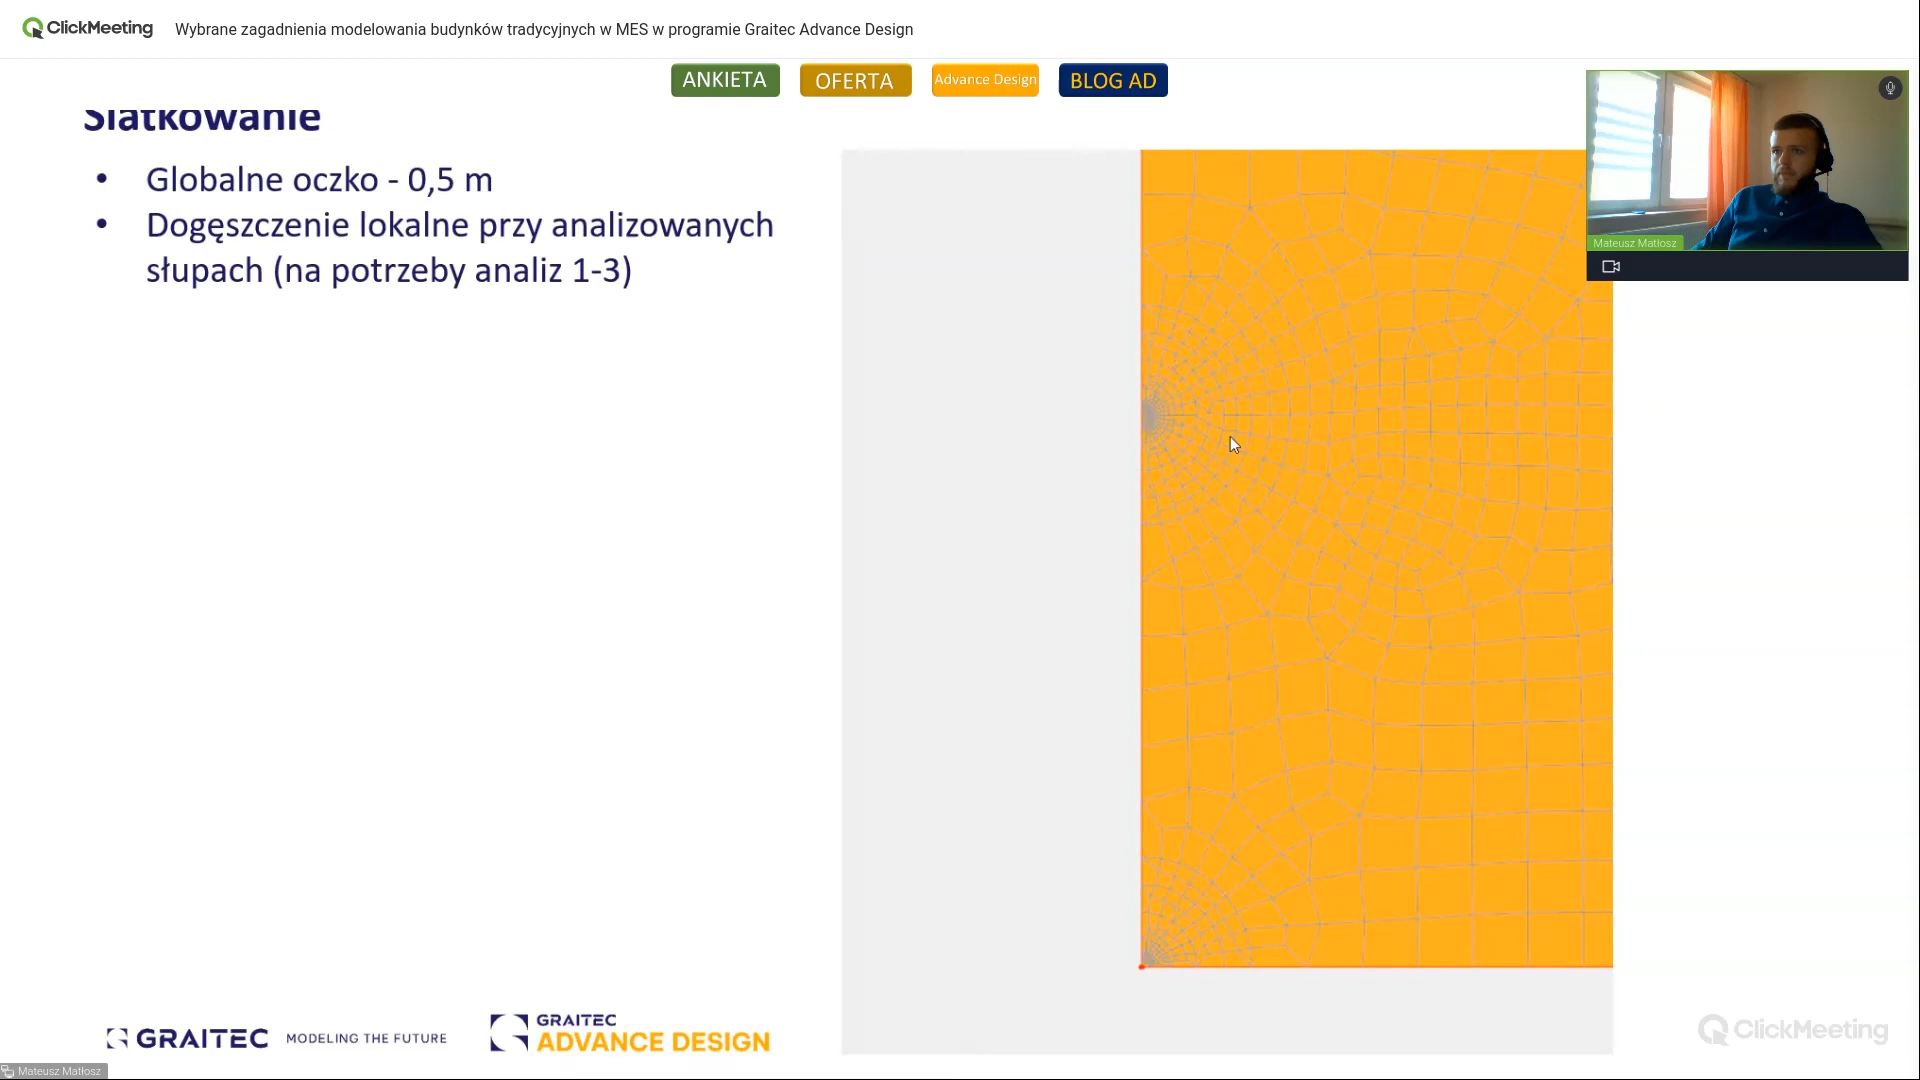 ClickMeeting
Wybrane zagadnienia modelowania budynków tradycyjnych w MES w programie Graitec Advance Design
ANKIETA
OFERTA
Advance Design
BLOG AD
Siatkowanie
• Globalne oczko - 0,5 m
• Dogęszczenie lokalne przy analizowanych
słupach (na potrzeby analiz 1-3)
Mateusz Matłosz
GRAITEC MODELING THE FUTURE
GRAITEC
ADVANCE DESIGN
ClickMeeting
Mateusz Matłosz